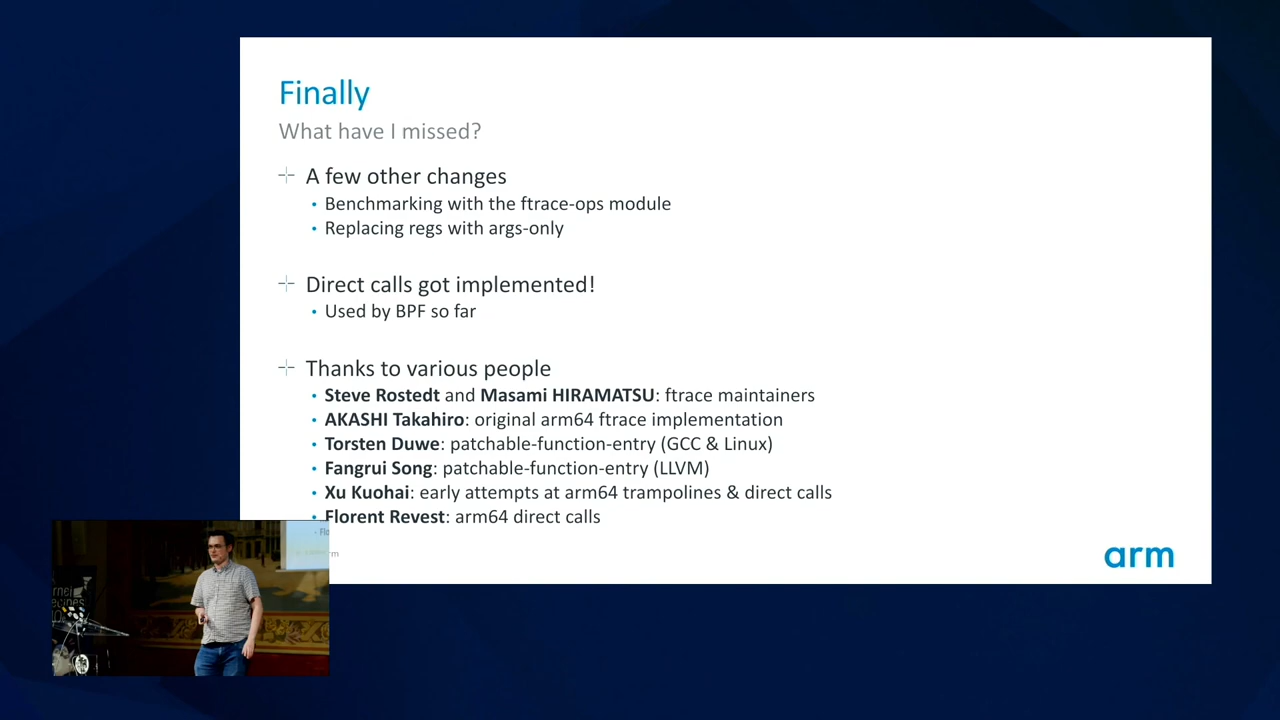 Finally
What have I missed?
A few other changes
• Benchmarking with the ftrace-ops module
• Replacing regs with args-only
Direct calls got implemented!
• Used by BPF so far
Thanks to various people
• Steve Rostedt and Masami HIRAMATSU: ftrace maintainers
• AKASHI Takahiro: original arm64 ftrace implementation
• Torsten Duwe: patchable-function-entry (GCC & Linux)
• Fangrui Song: patchable-function-entry (LLVM)
• Xu Kuohai: early attempts at arm64 trampolines & direct calls
• Florent Revest: arm64 direct calls
arm